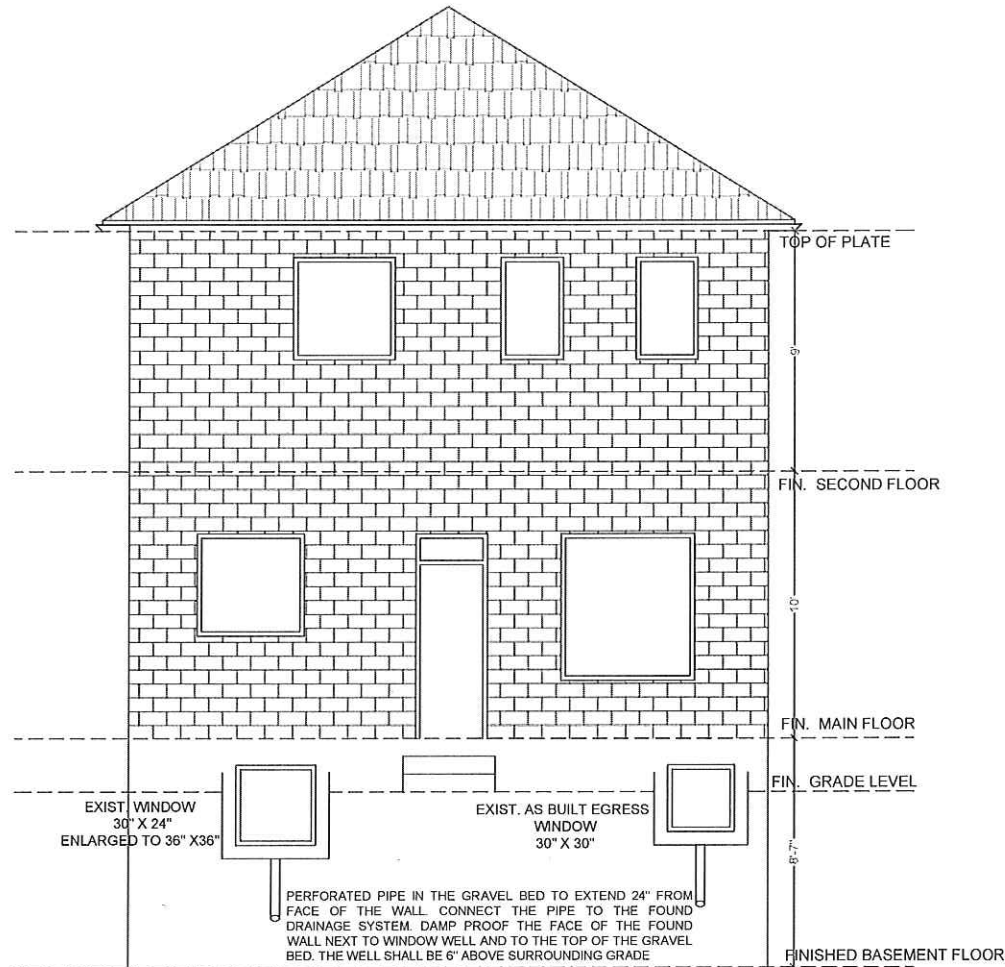 TOP OF PLATE
9'
FIN. SECOND FLOOR
10'
FIN. MAIN FLOOR
FIN. GRADE LEVEL
EXIST. WINDOW
30" X 24"
ENLARGED TO 36" X36"
EXIST. AS BUILT EGRESS
WINDOW
30" X 30"
8'-7"
PERFORATED PIPE IN THE GRAVEL BED TO EXTEND 24" FROM
FACE OF THE WALL. CONNECT THE PIPE TO THE FOUND
DRAINAGE SYSTEM. DAMP PROOF THE FACE OF THE FOUND
WALL NEXT TO WINDOW WELL AND TO THE TOP OF THE GRAVEL
BED. THE WELL SHALL BE 6" ABOVE SURROUNDING GRADE
FINISHED BASEMENT FLOOR